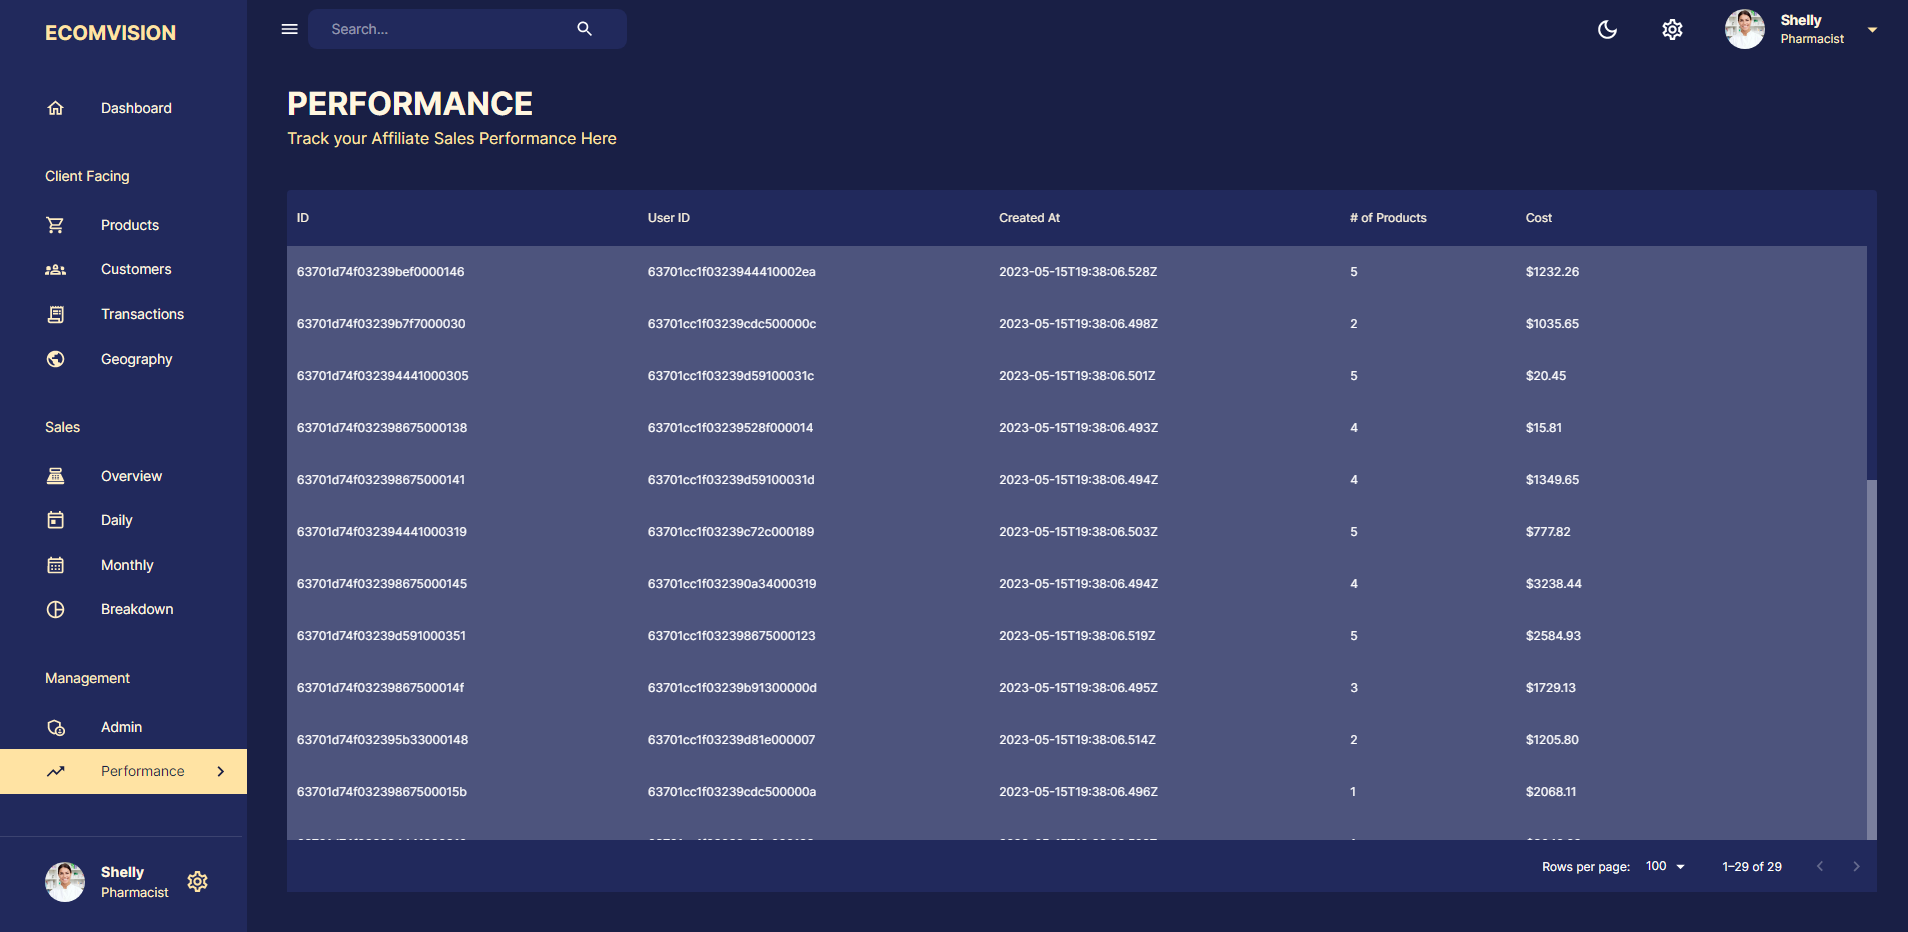 ECOMVISION
Search...
Shelly
Pharmacist
Dashboard
Client Facing
Products
Customers
Transactions
Geography
Sales
Overview
Daily
Monthly
Breakdown
Management
Admin
Performance
Shelly
Pharmacist
PERFORMANCE
Track your Affiliate Sales Performance Here
ID User ID Created At # of Products Cost
63701d74f03239bef0000146 63701cc1f0323944410002ea 2023-05-15T19:38:06.528Z 5 $1232.26
63701d74f03239b7f7000030 63701cc1f03239cdc500000c 2023-05-15T19:38:06.498Z 2 $1035.65
63701d74f032394441000305 63701cc1f03239d59100031c 2023-05-15T19:38:06.501Z 5 $20.45
63701d74f032398675000138 63701cc1f03239528f000014 2023-05-15T19:38:06.493Z 4 $15.81
63701d74f032398675000141 63701cc1f03239d59100031d 2023-05-15T19:38:06.494Z 4 $1349.65
63701d74f032394441000319 63701cc1f03239c72c000189 2023-05-15T19:38:06.503Z 5 $777.82
63701d74f032398675000145 63701cc1f032390a34000319 2023-05-15T19:38:06.494Z 4 $3238.44
63701d74f03239d591000351 63701cc1f032398675000123 2023-05-15T19:38:06.519Z 5 $2584.93
63701d74f03239867500014f 63701cc1f03239b91300000d 2023-05-15T19:38:06.495Z 3 $1729.13
63701d74f032395b33000148 63701cc1f03239d81e000007 2023-05-15T19:38:06.514Z 2 $1205.80
63701d74f03239867500015b 63701cc1f03239cdc500000a 2023-05-15T19:38:06.496Z 1 $2068.11
Rows per page: 100 1–29 of 29